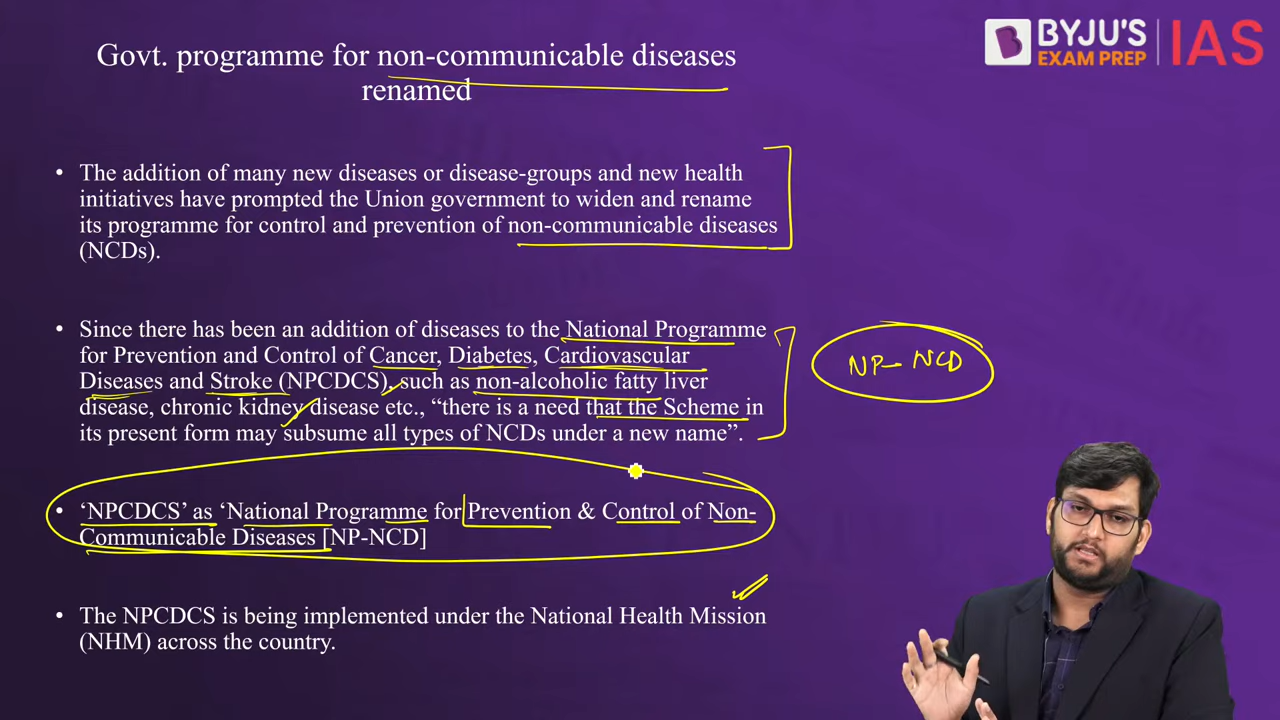 Govt. programme for non-communicable diseases
renamed
BYJU'S
EXAM PREP
IAS
• The addition of many new diseases or disease-groups and new health
initiatives have prompted the Union government to widen and rename
its programme for control and prevention of non-communicable diseases
(NCDs).
• Since there has been an addition of diseases to the National Programme
for Prevention and Control of Cancer, Diabetes, Cardiovascular
Diseases and Stroke (NPCDCS), such as non-alcoholic fatty liver
disease, chronic kidney disease etc., “there is a need that the Scheme in
its present form may subsume all types of NCDs under a new name”.
NP- NCD
• ‘NPCDCS’ as ‘National Programme for Prevention & Control of Non-
Communicable Diseases [NP-NCD]
• The NPCDCS is being implemented under the National Health Mission
(NHM) across the country.